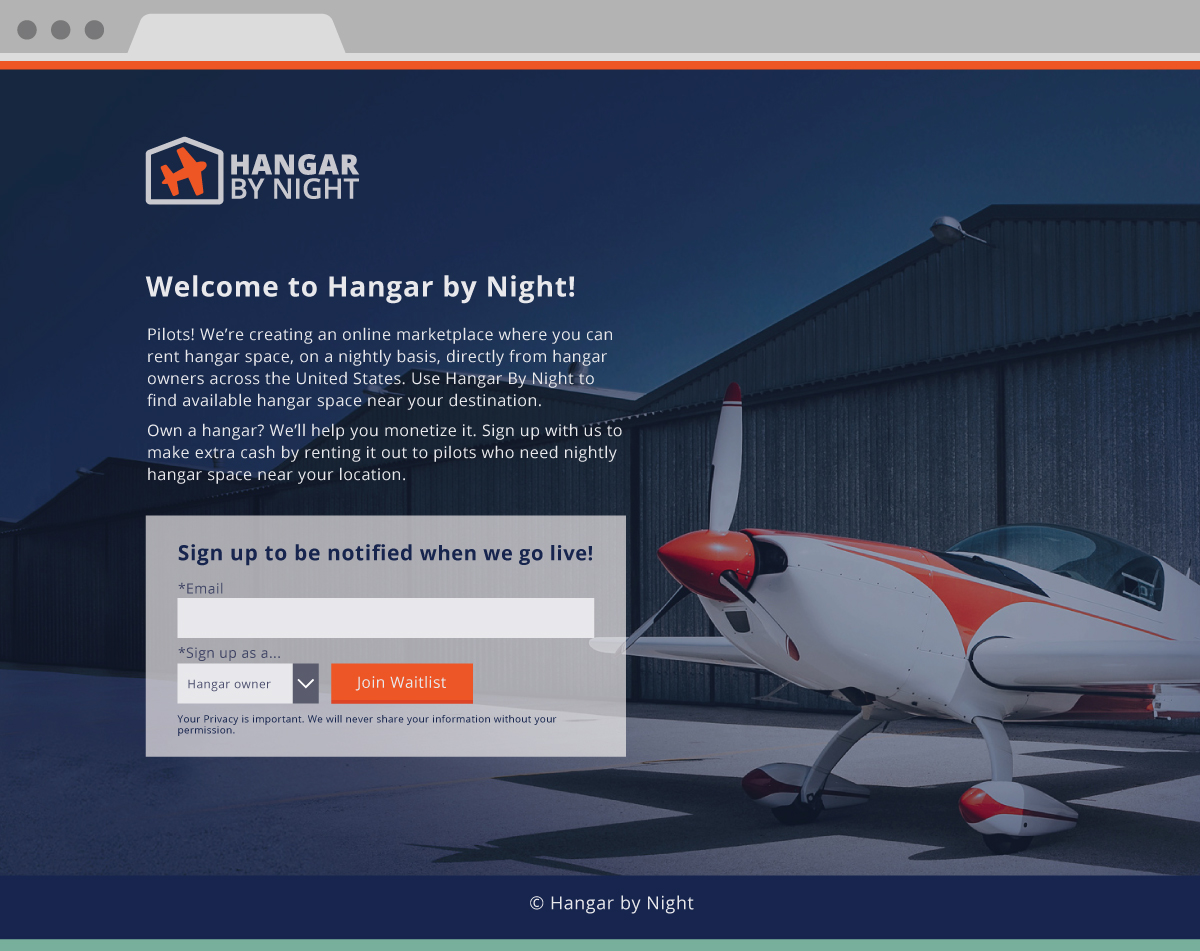 HANGAR
BY NIGHT
Welcome to Hangar by Night!
Pilots! We’re creating an online marketplace where you can
rent hangar space, on a nightly basis, directly from hangar
owners across the United States. Use Hangar By Night to
find available hangar space near your destination.
Own a hangar? We’ll help you monetize it. Sign up with us to
make extra cash by renting it out to pilots who need nightly
hangar space near your location.
Sign up to be notified when we go live!
*Email
*Sign up as a...
Hangar owner
Join Waitlist
Your Privacy is important. We will never share your information without your
permission.
© Hangar by Night